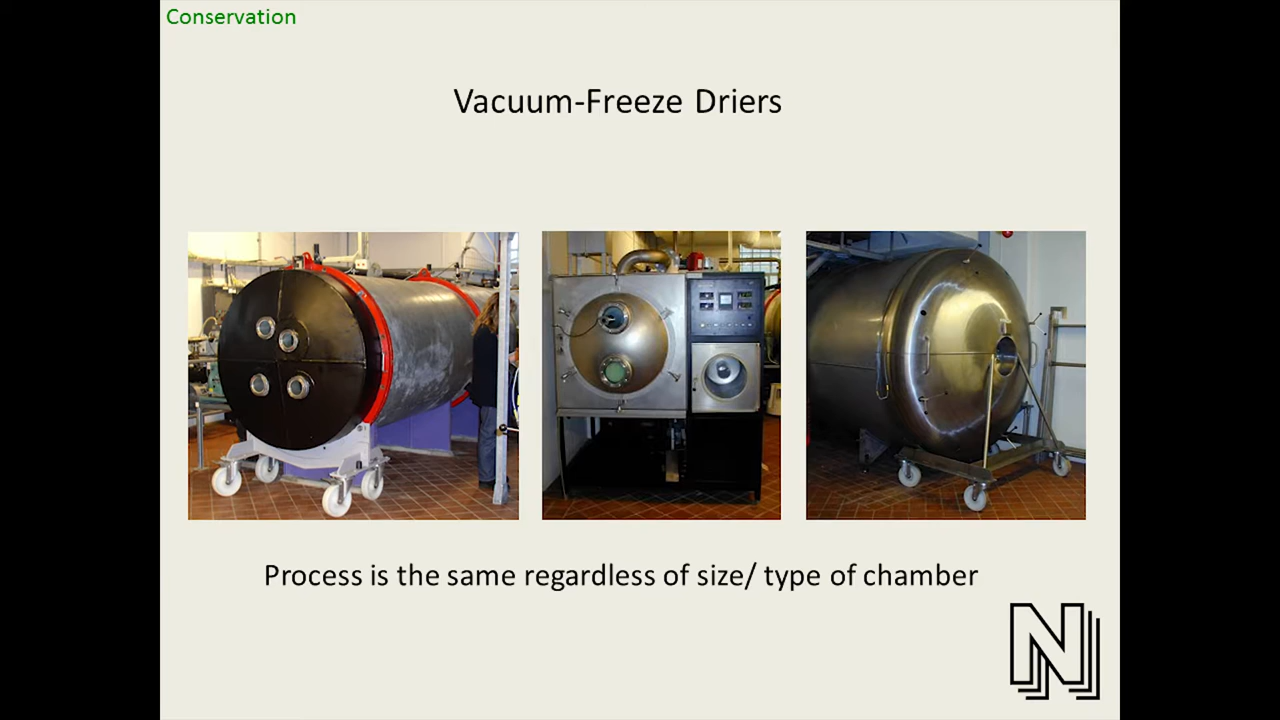 Conservation
Vacuum-Freeze Driers
Process is the same regardless of size/ type of chamber
N